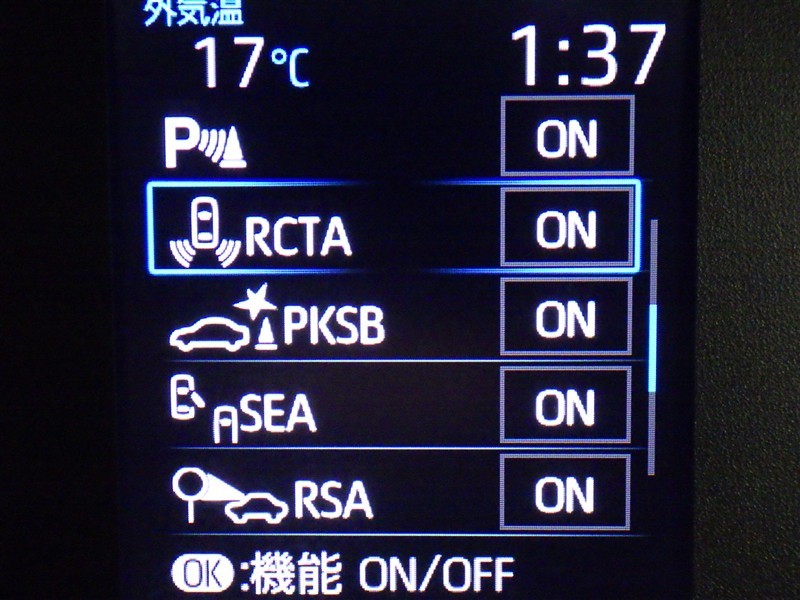 外気温
17℃ 1:37
P ON
RCTA ON
PKSB ON
SEA ON
RSA ON
OK:機能 ON/OFF